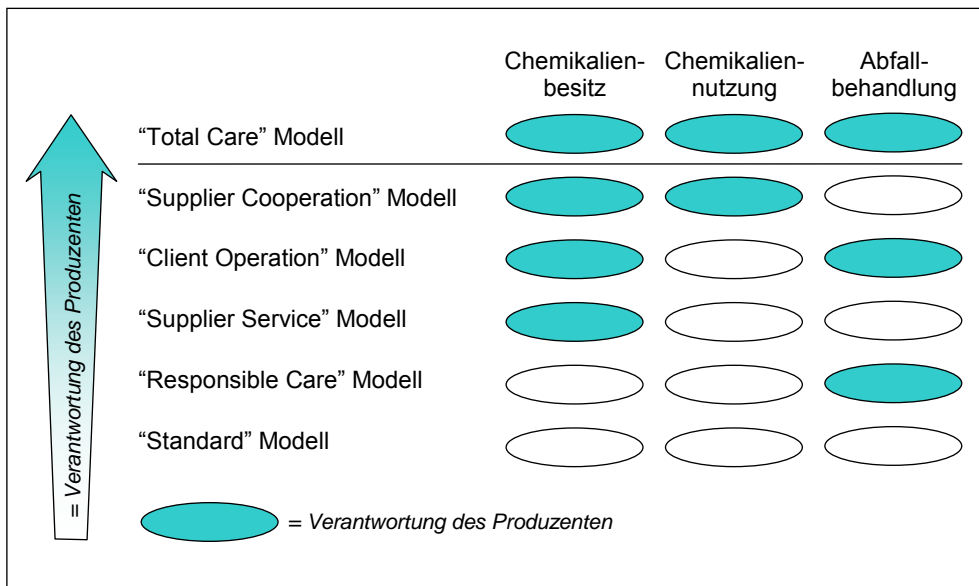 Chemikalien-
besitz
Chemikalien-
nutzung
Abfall-
behandlung
“Total Care” Modell
“Supplier Cooperation” Modell
“Client Operation” Modell
“Supplier Service” Modell
“Responsible Care” Modell
“Standard” Modell
= Verantwortung des Produzenten
= Verantwortung des Produzenten